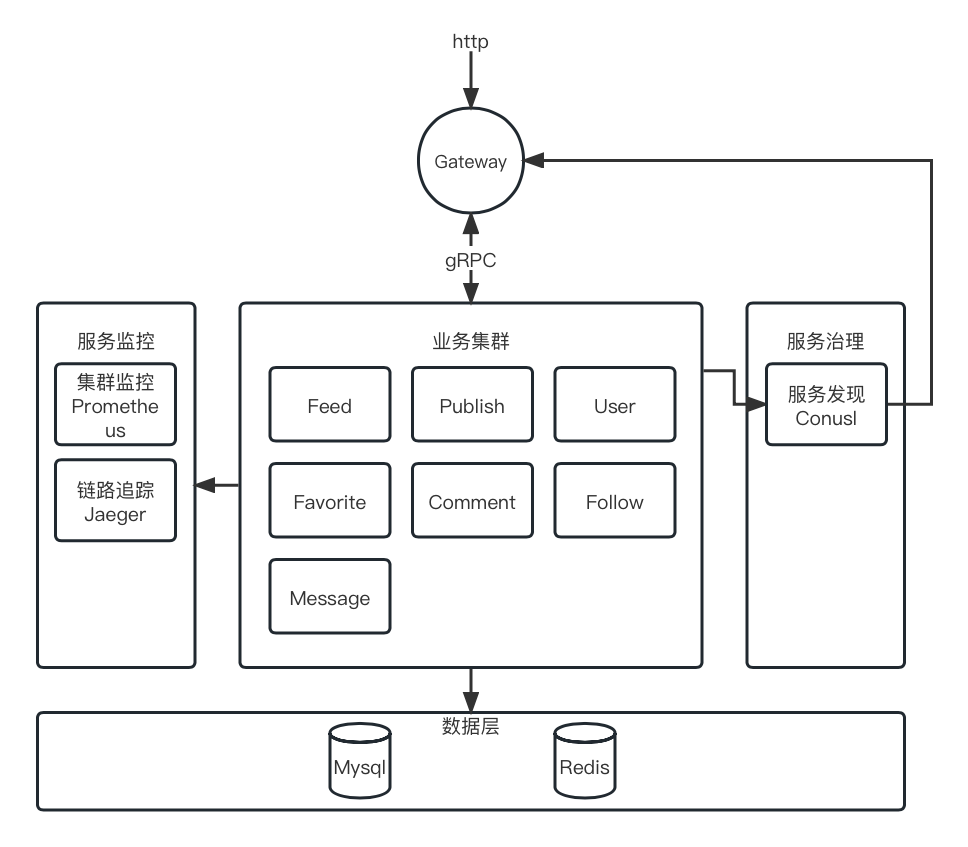 http
Gateway
gRPC
服务监控
集群监控
Promethe
us
链路追踪
Jaeger
业务集群
Feed
Publish
User
Favorite
Comment
Follow
Message
服务治理
服务发现
Conusl
数据层
Mysql
Redis